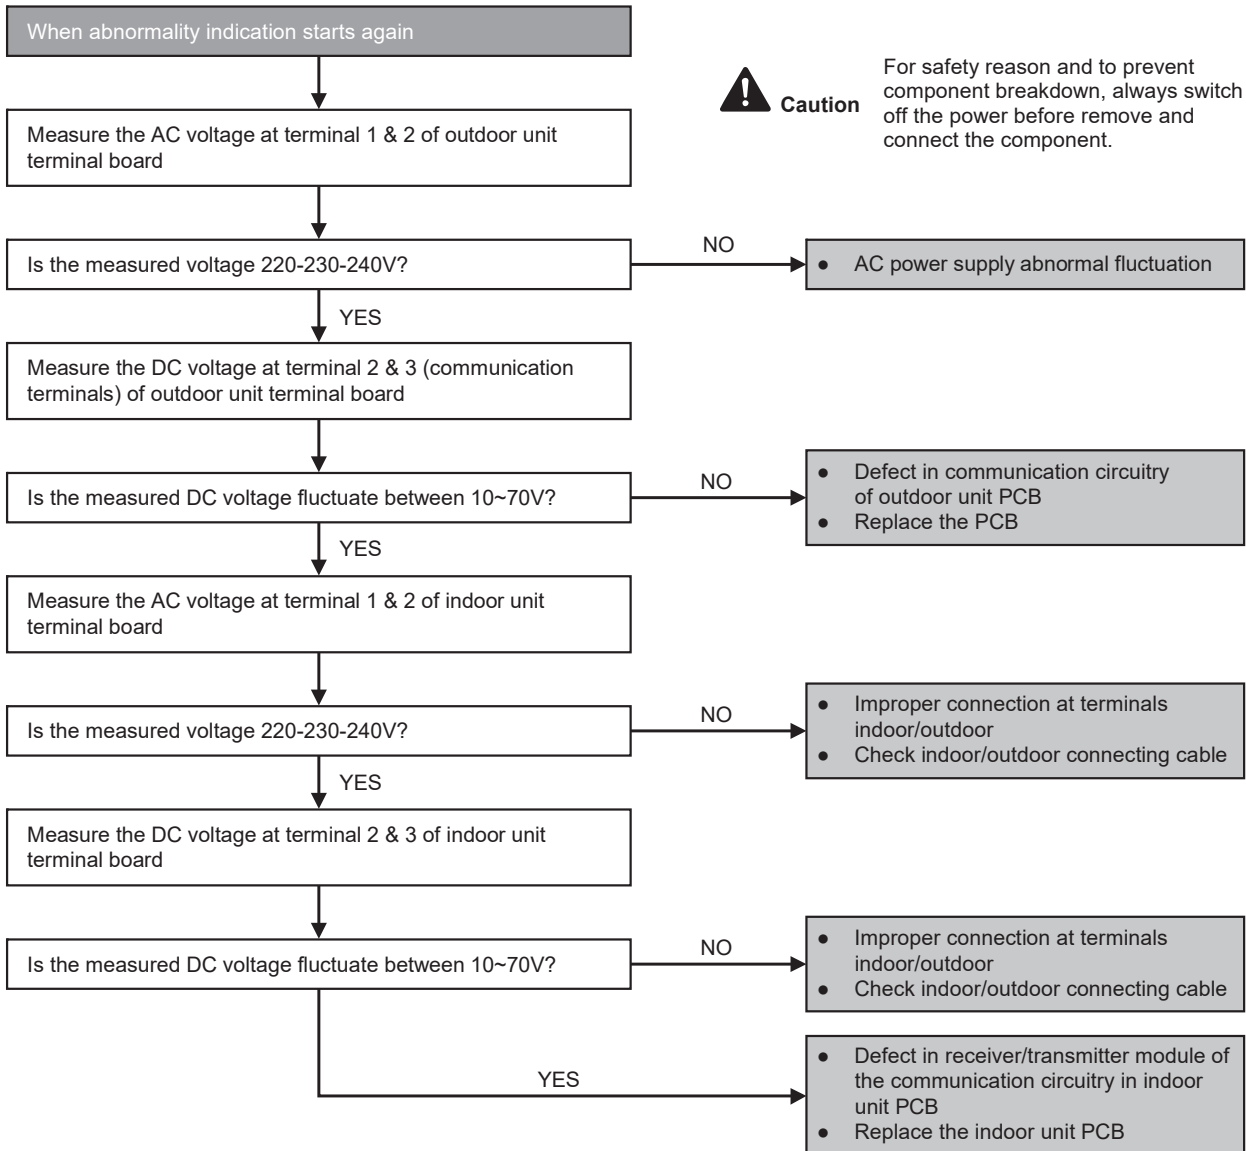 When abnormality indication starts again
Caution
For safety reason and to prevent
component breakdown, always switch
off the power before remove and
connect the component.
Measure the AC voltage at terminal 1 & 2 of outdoor unit
terminal board
Is the measured voltage 220-230-240V?
NO
● AC power supply abnormal fluctuation
YES
Measure the DC voltage at terminal 2 & 3 (communication
terminals) of outdoor unit terminal board
Is the measured DC voltage fluctuate between 10~70V?
NO
● Defect in communication circuitry
of outdoor unit PCB
● Replace the PCB
YES
Measure the AC voltage at terminal 1 & 2 of indoor unit
terminal board
Is the measured voltage 220-230-240V?
NO
● Improper connection at terminals
indoor/outdoor
● Check indoor/outdoor connecting cable
YES
Measure the DC voltage at terminal 2 & 3 of indoor unit
terminal board
Is the measured DC voltage fluctuate between 10~70V?
NO
● Improper connection at terminals
indoor/outdoor
● Check indoor/outdoor connecting cable
YES
● Defect in receiver/transmitter module of
the communication circuitry in indoor
unit PCB
● Replace the indoor unit PCB